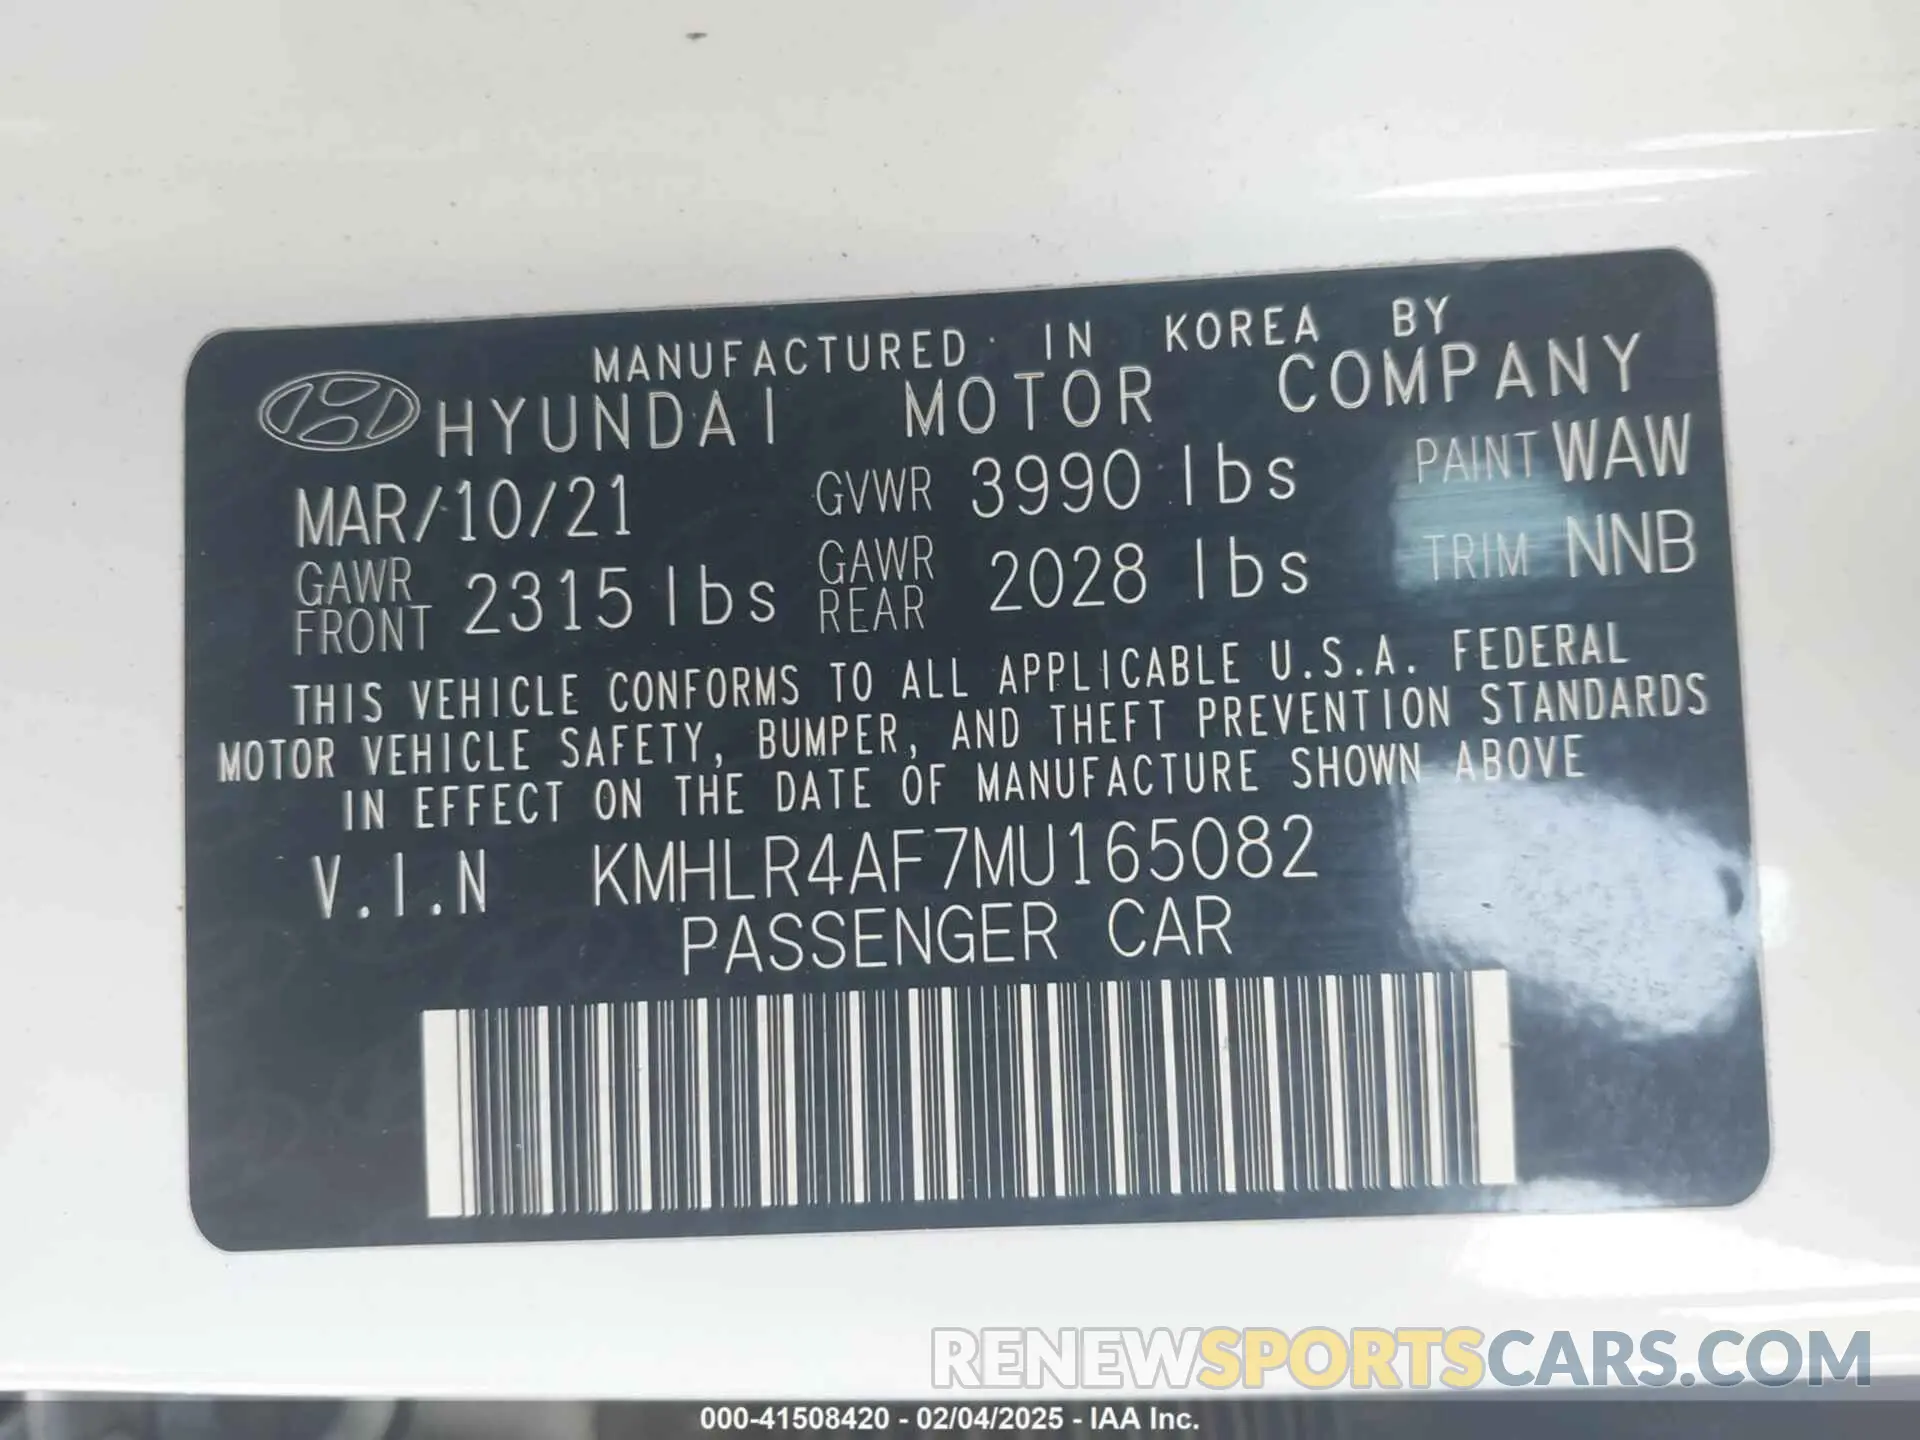 MANUFACTURED IN KOREA BY
HYUNDAI MOTOR COMPANY
MAR/10/21 GVWR 3990 lbs PAINT WAW
GAWR FRONT 2315 lbs GAWR REAR 2028 lbs TRIM NNB
THIS VEHICLE CONFORMS TO ALL APPLICABLE U.S.A. FEDERAL
MOTOR VEHICLE SAFETY, BUMPER, AND THEFT PREVENTION STANDARDS
IN EFFECT ON THE DATE OF MANUFACTURE SHOWN ABOVE
V.I.N KMHLR4AF7MU165082
PASSENGER CAR
RENEWSPORTSCARS.COM
000-41508420 - 02/04/2025 - IAA Inc.